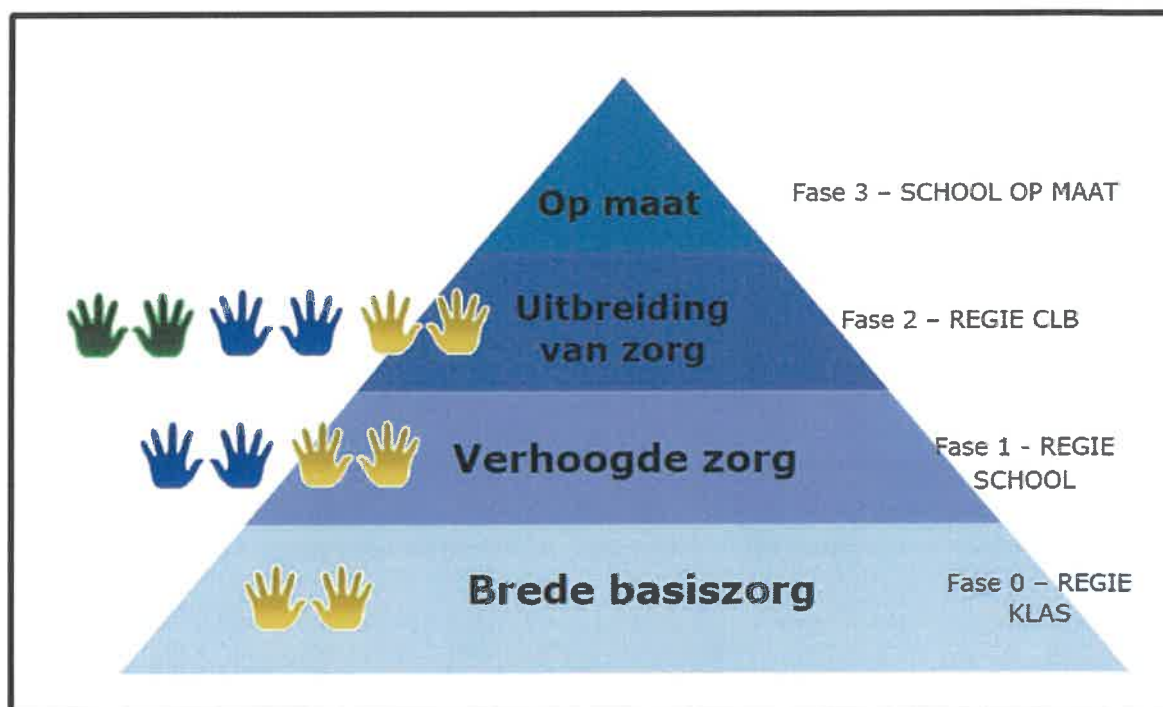 Op maat
Fase 3 – SCHOOL OP MAAT
Uitbreiding
van zorg
Fase 2 – REGIE CLB
Verhoogde zorg
Fase 1 - REGIE
SCHOOL
Brede basiszorg
Fase 0 – REGIE
KLAS